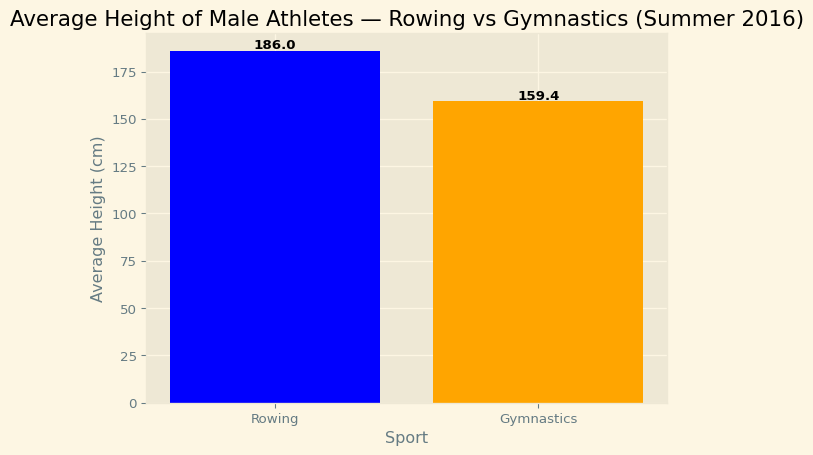 Average Height of Male Athletes — Rowing vs Gymnastics (Summer 2016)
186.0
159.4
175
150
125
100
75
50
25
0
Average Height (cm)
Rowing Gymnastics
Sport